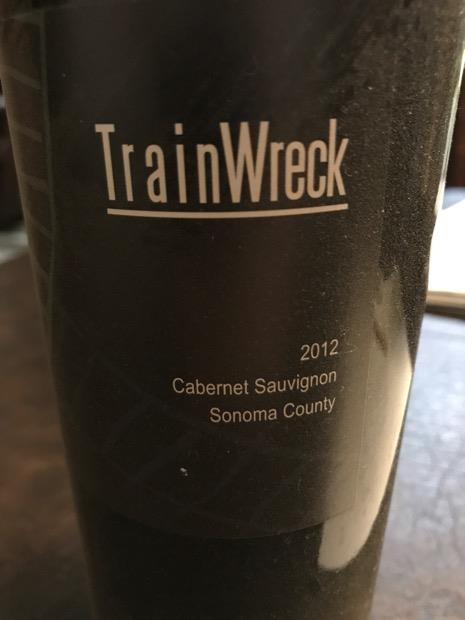 TrainWreck
2012
Cabernet Sauvignon
Sonoma County